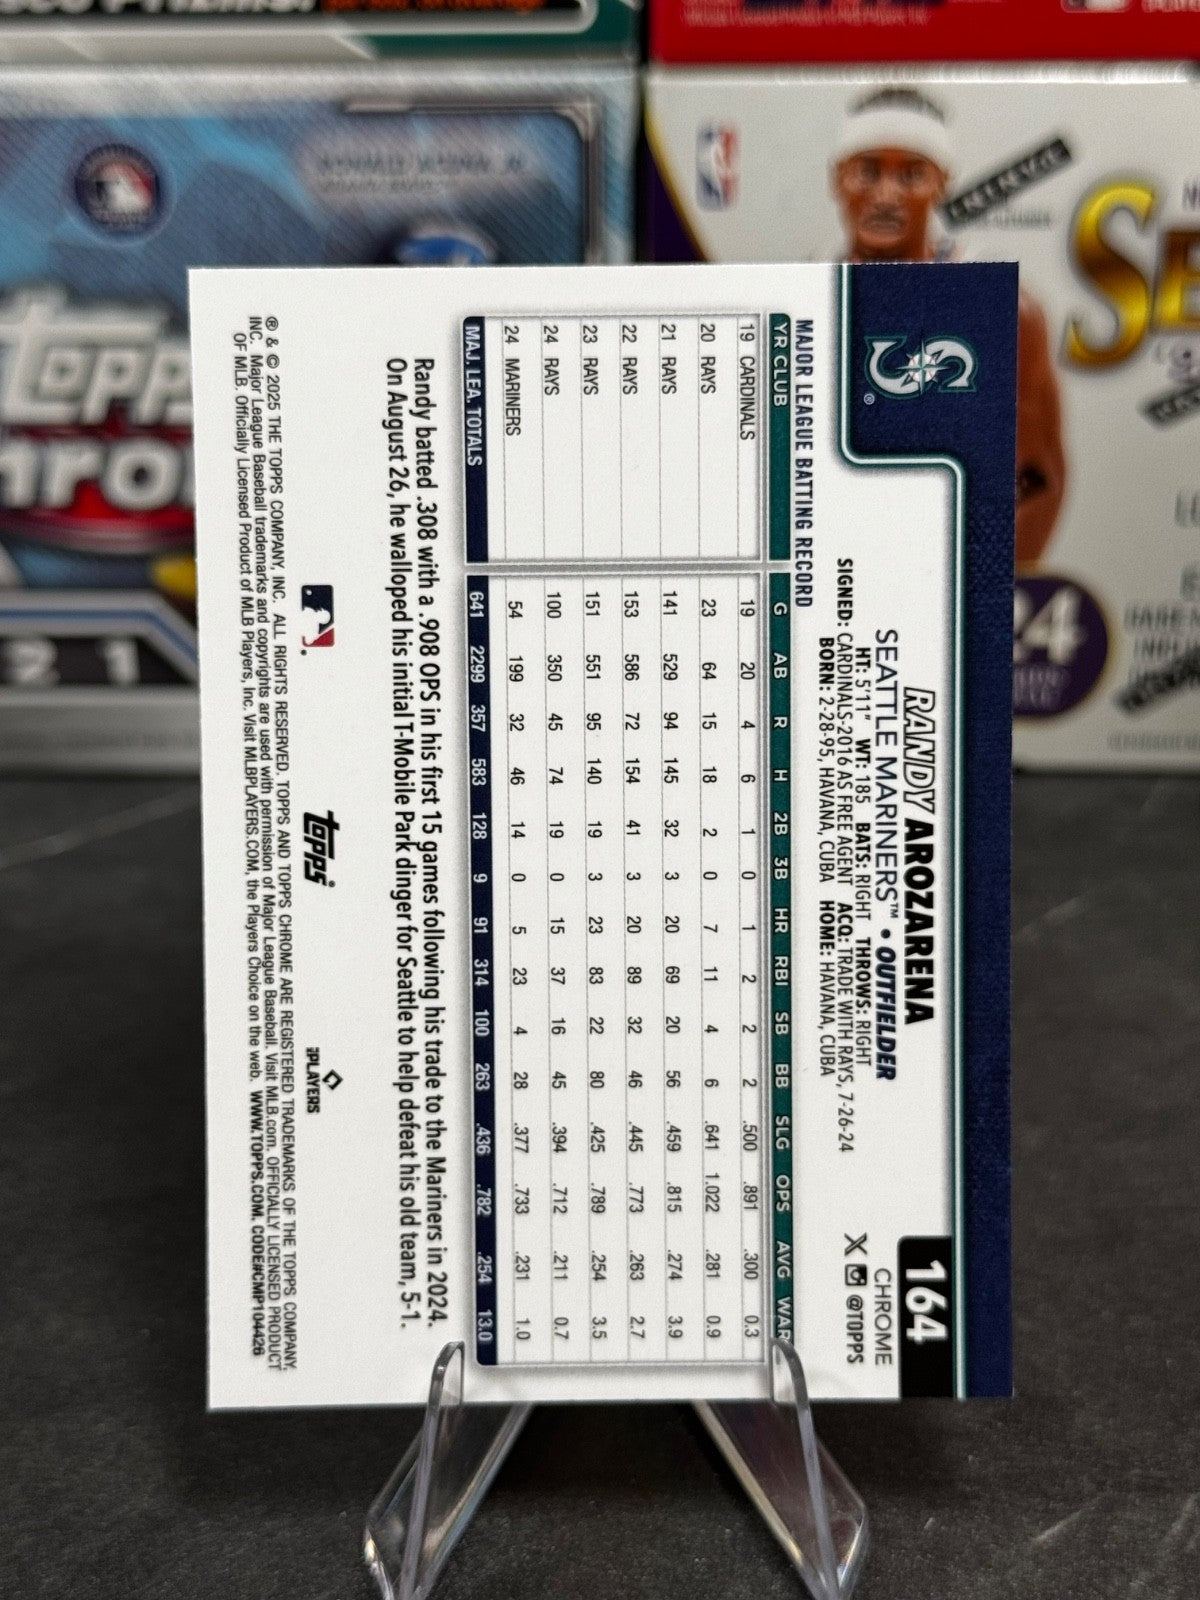 164
CHROME
X @TOPPS
RANDY AROZARENA
SEATTLE MARINERS™ • OUTFIELDER
HT: 5'11" WT: 185 BATS: RIGHT THROWS: RIGHT
SIGNED: CARDINALS-2016 AS FREE AGENT ACQ: TRADE WITH RAYS, 7-26-24
BORN: 2-28-95, HAVANA, CUBA HOME: HAVANA, CUBA
S ®
MAJOR LEAGUE BATTING RECORD
YR CLUB G AB R H 2B 3B HR RBI SB BB SLG OPS AVG WAR
19 CARDINALS 19 20 4 6 1 0 1 2 2 2 .500 .891 .300 0.3
20 RAYS 23 64 15 18 2 0 7 11 4 6 .641 1.022 .281 0.9
21 RAYS 141 529 94 145 32 3 20 69 20 56 .459 .815 .274 3.9
22 RAYS 153 586 72 154 41 3 20 89 32 46 .445 .773 .263 2.7
23 RAYS 151 551 95 140 19 3 23 83 22 80 .425 .789 .254 3.5
24 RAYS 100 350 45 74 19 0 15 37 16 45 .394 .712 .211 0.7
24 MARINERS 54 199 32 46 14 0 5 23 4 28 .377 .733 .231 1.0
MAJ. LEA. TOTALS 641 2299 357 583 128 9 91 314 100 263 .436 .782 .254 13.0
Randy batted .308 with a .908 OPS in his first 15 games following his trade to the Mariners in 2024.
On August 26, he walloped his initial T-Mobile Park dinger for Seattle to help defeat his old team, 5-1.
topps
PLAYERS
® & © 2025 THE TOPPS COMPANY, INC. ALL RIGHTS RESERVED. TOPPS AND TOPPS CHROME ARE REGISTERED TRADEMARKS OF THE TOPPS COMPANY,
INC. Major League Baseball trademarks and copyrights are used with permission of Major League Baseball. Visit MLB.com. OFFICIALLY LICENSED PRODUCT
OF MLB. Officially Licensed Product of MLB Players, Inc. Visit MLBPLAYERS.COM, the Players Choice on the web. WWW.TOPPS.COM. CODE#CMP104426